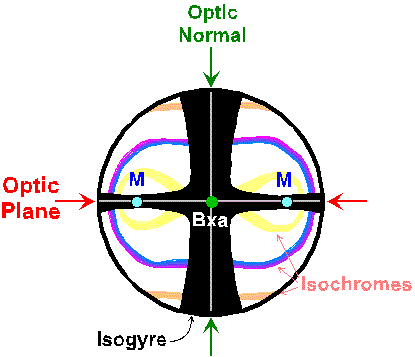 Optic
Normal
M
M
Optic
Plane
Bxa
Isochromes
Isogyre